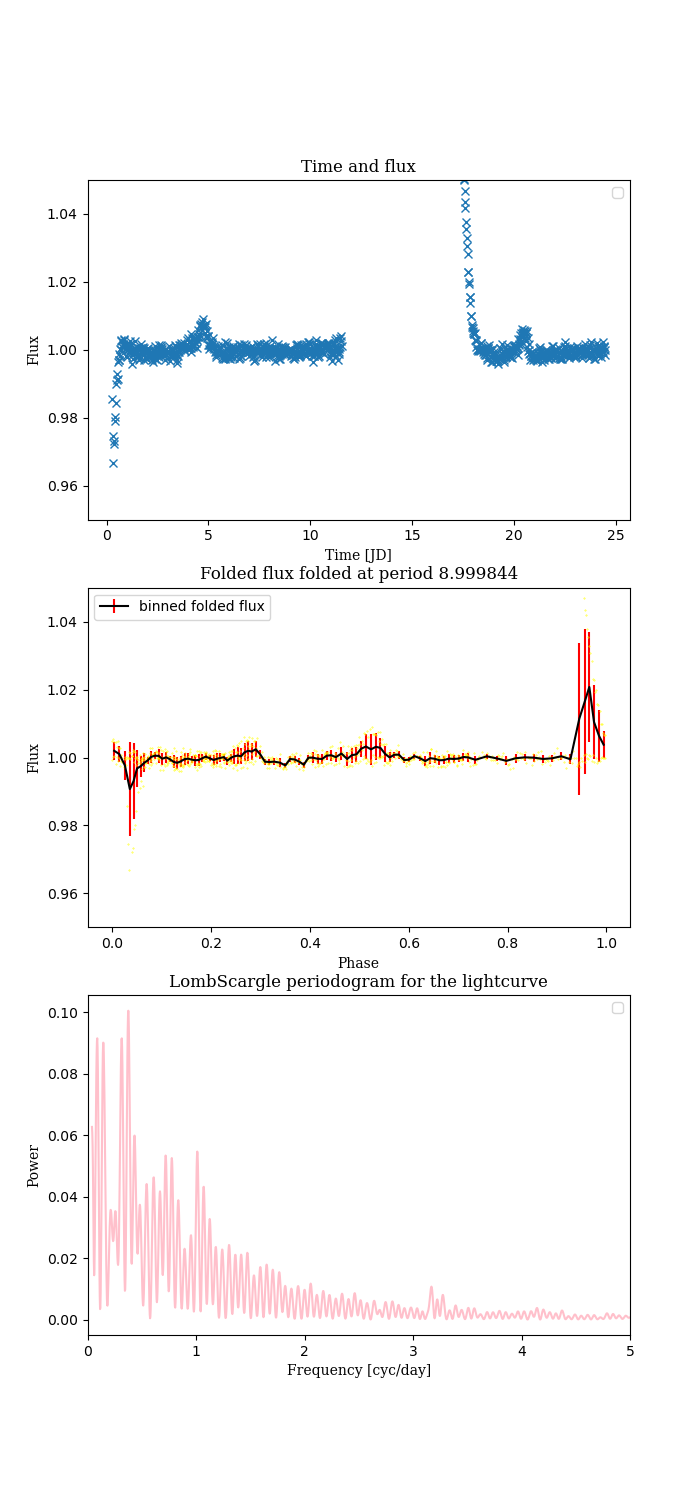 Time and flux
1.04
1.02
1.00
0.98
0.96
Flux
0 5 10 15 20 25
Time [JD]
Folded flux folded at period 8.999844
binned folded flux
1.04
1.02
1.00
0.98
0.96
Flux
0.0 0.2 0.4 0.6 0.8 1.0
Phase
LombScargle periodogram for the lightcurve
0.10
0.08
0.06
0.04
0.02
0.00
Power
0 1 2 3 4 5
Frequency [cyc/day]